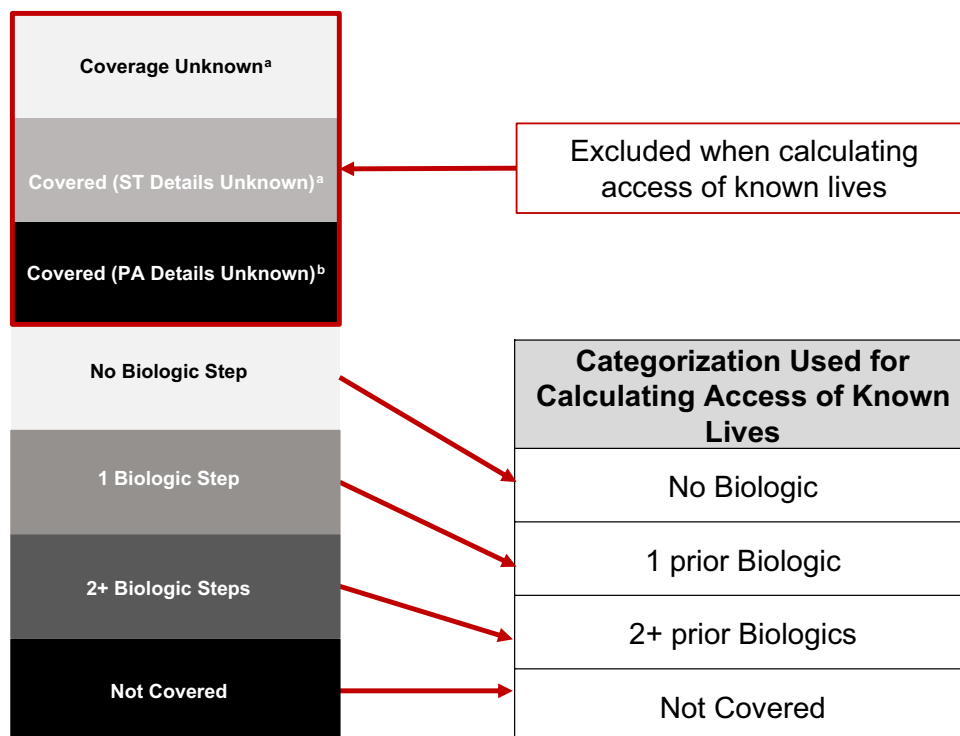 Coverage Unknownᵃ
Covered (ST Details Unknown)ᵃ
Covered (PA Details Unknown)ᵇ
No Biologic Step
1 Biologic Step
2+ Biologic Steps
Not Covered
Excluded when calculating
access of known lives
Categorization Used for
Calculating Access of Known
Lives
No Biologic
1 prior Biologic
2+ prior Biologics
Not Covered